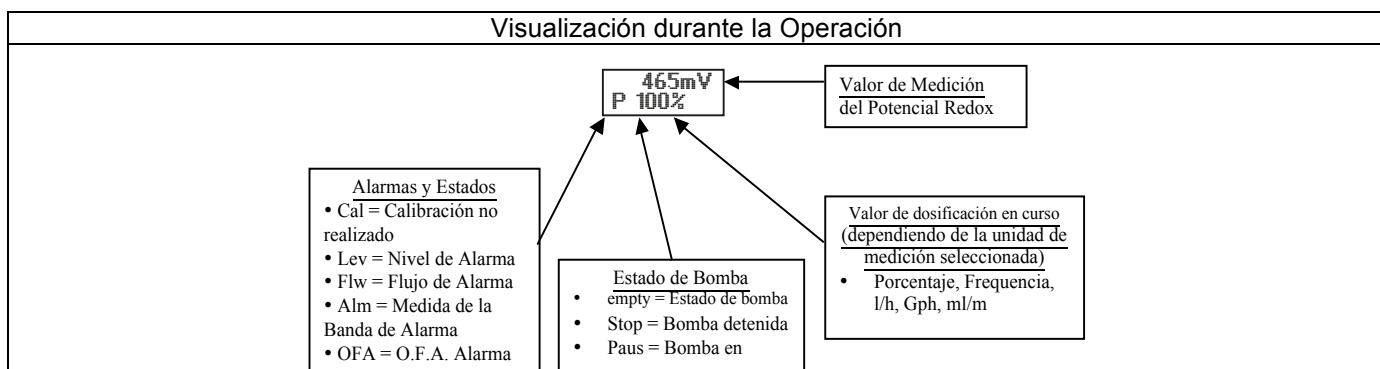 Visualización durante la Operación
465mV
P 100%
Valor de Medición
del Potencial Redox
Alarmas y Estados
• Cal = Calibración no
realizado
• Lev = Nivel de Alarma
• Flw = Flujo de Alarma
• Alm = Medida de la
Banda de Alarma
• OFA = O.F.A. Alarma
Estado de Bomba
• empty = Estado de bomba
• Stop = Bomba detenida
• Paus = Bomba en
Valor de dosificación en curso
(dependiendo de la unidad de
medición seleccionada)
• Porcentaje, Frequencia,
l/h, Gph, ml/m